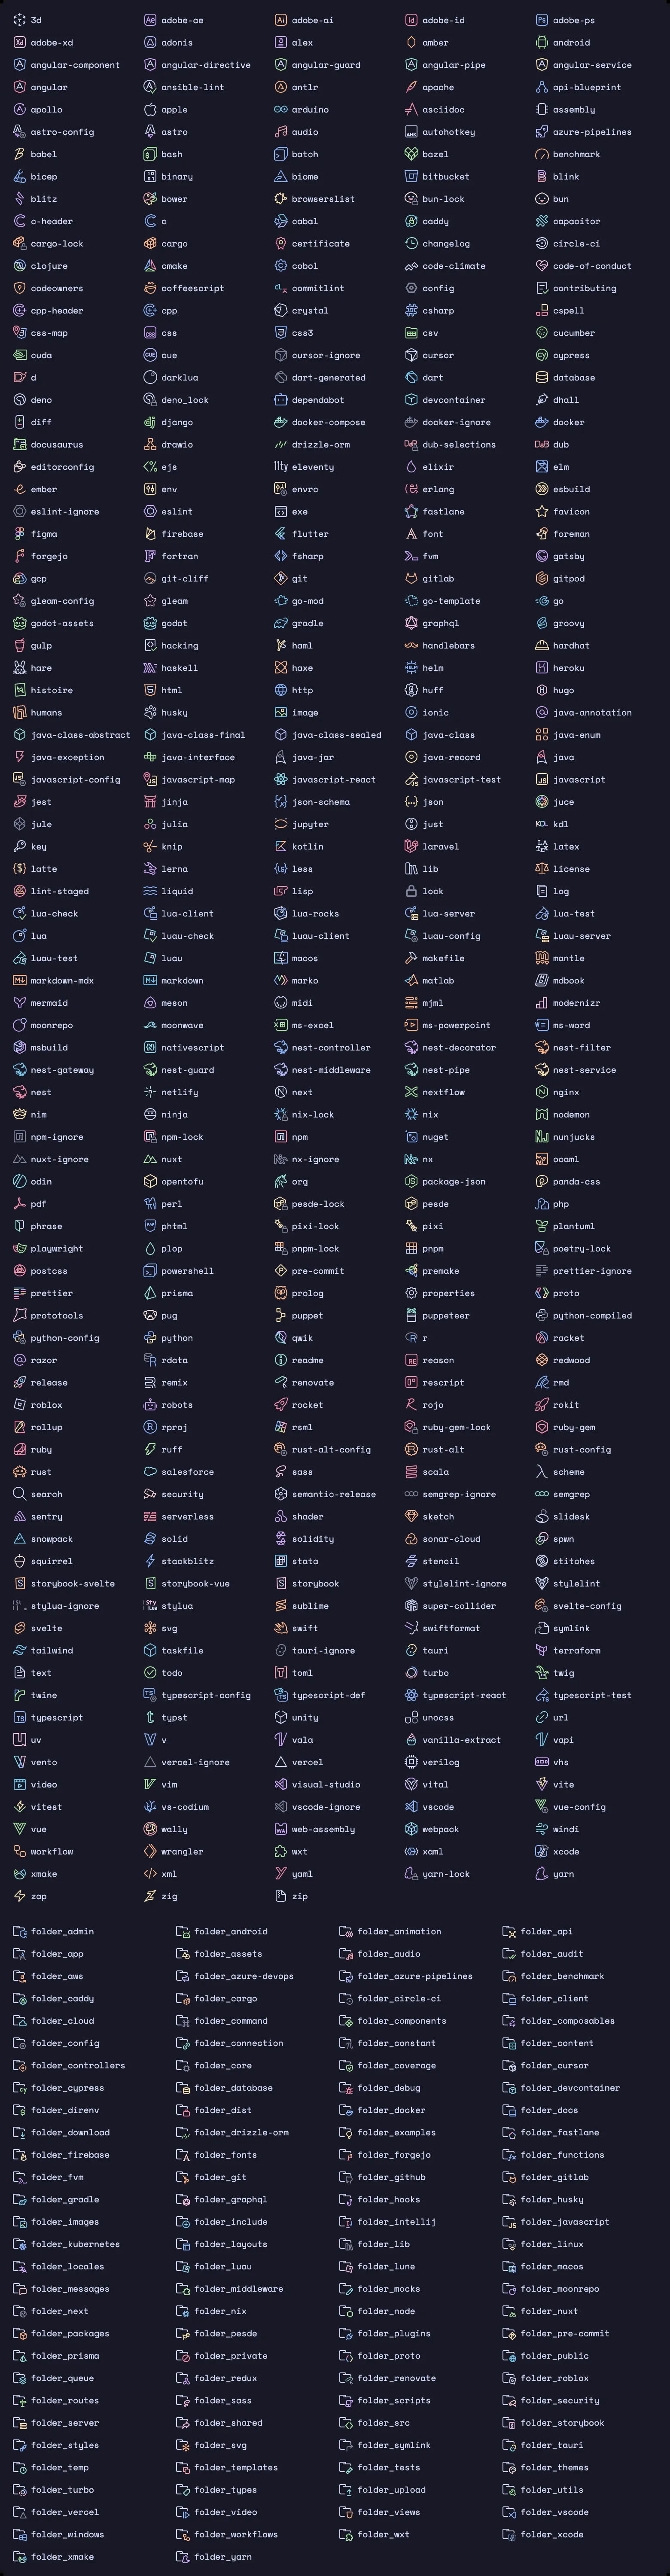 3d adobe-ae adobe-ai adobe-id adobe-ps
adobe-xd adonis alex amber android
angular-component angular-directive angular-guard angular-pipe angular-service
angular ansible-lint antlr apache api-blueprint
apollo apple arduino asciidoc assembly
astro-config astro audio autohotkey azure-pipelines
babel bash batch bazel benchmark
bicep binary biome bitbucket blink
blitz bower browserslist bun-lock bun
c-header c cabal caddy capacitor
cargo-lock cargo certificate changelog circle-ci
clojure cmake cobol code-climate code-of-conduct
codeowners coffeescript commitlint config contributing
cpp-header cpp crystal csharp cspell
css-map css css3 csv cucumber
cuda cue cursor-ignore cursor cypress
d darklua dart-generated dart database
deno deno_lock dependabot devcontainer dhall
diff django docker-compose docker-ignore docker
docusaurus drawio drizzle-orm dub-selections dub
editorconfig ejs eleventy elixir elm
ember env envrc erlang esbuild
eslint-ignore eslint exe fastlane favicon
figma firebase flutter font foreman
forgejo fortran fsharp fvm gatsby
gcp git-cliff git gitlab gitpod
gleam-config gleam go-mod go-template go
godot-assets godot gradle graphql groovy
gulp hacking haml handlebars hardhat
hare haskell haxe helm heroku
histoire html http huff hugo
humans husky image ionic java-annotation
java-class-abstract java-class-final java-class-sealed java-class java-enum
java-exception java-interface java-jar java-record java
javascript-config javascript-map javascript-react javascript-test javascript
jest jinja json-schema json juce
jule julia jupyter just kdl
key knip kotlin laravel latex
latte lerna less lib license
lint-staged liquid lisp lock log
lua-check lua-client lua-rocks lua-server lua-test
lua luau-check luau-client luau-config luau-server
luau-test luau macos makefile mantle
markdown-mdx markdown marko matlab mdbook
mermaid meson midi mjml modernizr
moonrepo moonwave ms-excel ms-powerpoint ms-word
msbuild nativescript nest-controller nest-decorator nest-filter
nest-gateway nest-guard nest-middleware nest-pipe nest-service
nest netlify next nextflow nginx
nim ninja nix-lock nix nodemon
npm-ignore npm-lock npm nuget nunjucks
nuxt-ignore nuxt nx-ignore nx ocaml
odin opentofu org package-json panda-css
pdf perl pesde-lock pesde php
phrase phtml pixi-lock pixi plantuml
playwright plop pnpm-lock pnpm poetry-lock
postcss powershell pre-commit premake prettier-ignore
prettier prisma prolog properties proto
prototools pug puppet puppeteer python-compiled
python-config python qwik r racket
razor rdata readme reason redwood
release remix renovate rescript rmd
roblox robots rocket rojo rokit
rollup rproj rsml ruby-gem-lock ruby-gem
ruby ruff rust-alt-config rust-alt rust-config
rust salesforce sass scala scheme
search security semantic-release semgrep-ignore semgrep
sentry serverless shader sketch slidesk
snowpack solid solidity sonar-cloud spwn
squirrel stackblitz stata stencil stitches
storybook-svelte storybook-vue storybook stylelint-ignore stylelint
stylua-ignore stylua sublime super-collider svelte-config
svelte svg swift swiftformat symlink
tailwind taskfile tauri-ignore tauri terraform
text todo toml turbo twig
twine typescript-config typescript-def typescript-react typescript-test
typescript typst unity unocss url
uv v vala vanilla-extract vapi
vento vercel-ignore vercel verilog vhs
video vim visual-studio vital vite
vitest vs-codium vscode-ignore vscode vue-config
vue wally web-assembly webpack windi
workflow wrangler wxt xaml xcode
xmake xml yaml yarn-lock yarn
zap zig zip
folder_admin folder_android folder_animation folder_api
folder_app folder_assets folder_audio folder_audit
folder_aws folder_azure-devops folder_azure-pipelines folder_benchmark
folder_caddy folder_cargo folder_circle-ci folder_client
folder_cloud folder_command folder_components folder_composables
folder_config folder_connection folder_constant folder_content
folder_controllers folder_core folder_coverage folder_cursor
folder_cypress folder_database folder_debug folder_devcontainer
folder_direnv folder_dist folder_docker folder_docs
folder_download folder_drizzle-orm folder_examples folder_fastlane
folder_firebase folder_fonts folder_forgejo folder_functions
folder_fvm folder_git folder_github folder_gitlab
folder_gradle folder_graphql folder_hooks folder_husky
folder_images folder_include folder_intellij folder_javascript
folder_kubernetes folder_layouts folder_lib folder_linux
folder_locales folder_luau folder_lune folder_macos
folder_messages folder_middleware folder_mocks folder_moonrepo
folder_next folder_nix folder_node folder_nuxt
folder_packages folder_pesde folder_plugins folder_pre-commit
folder_prisma folder_private folder_proto folder_public
folder_queue folder_redux folder_renovate folder_roblox
folder_routes folder_sass folder_scripts folder_security
folder_server folder_shared folder_src folder_storybook
folder_styles folder_svg folder_symlink folder_tauri
folder_temp folder_templates folder_tests folder_themes
folder_turbo folder_types folder_upload folder_utils
folder_vercel folder_video folder_views folder_vscode
folder_windows folder_workflows folder_wxt folder_xcode
folder_xmake folder_yarn